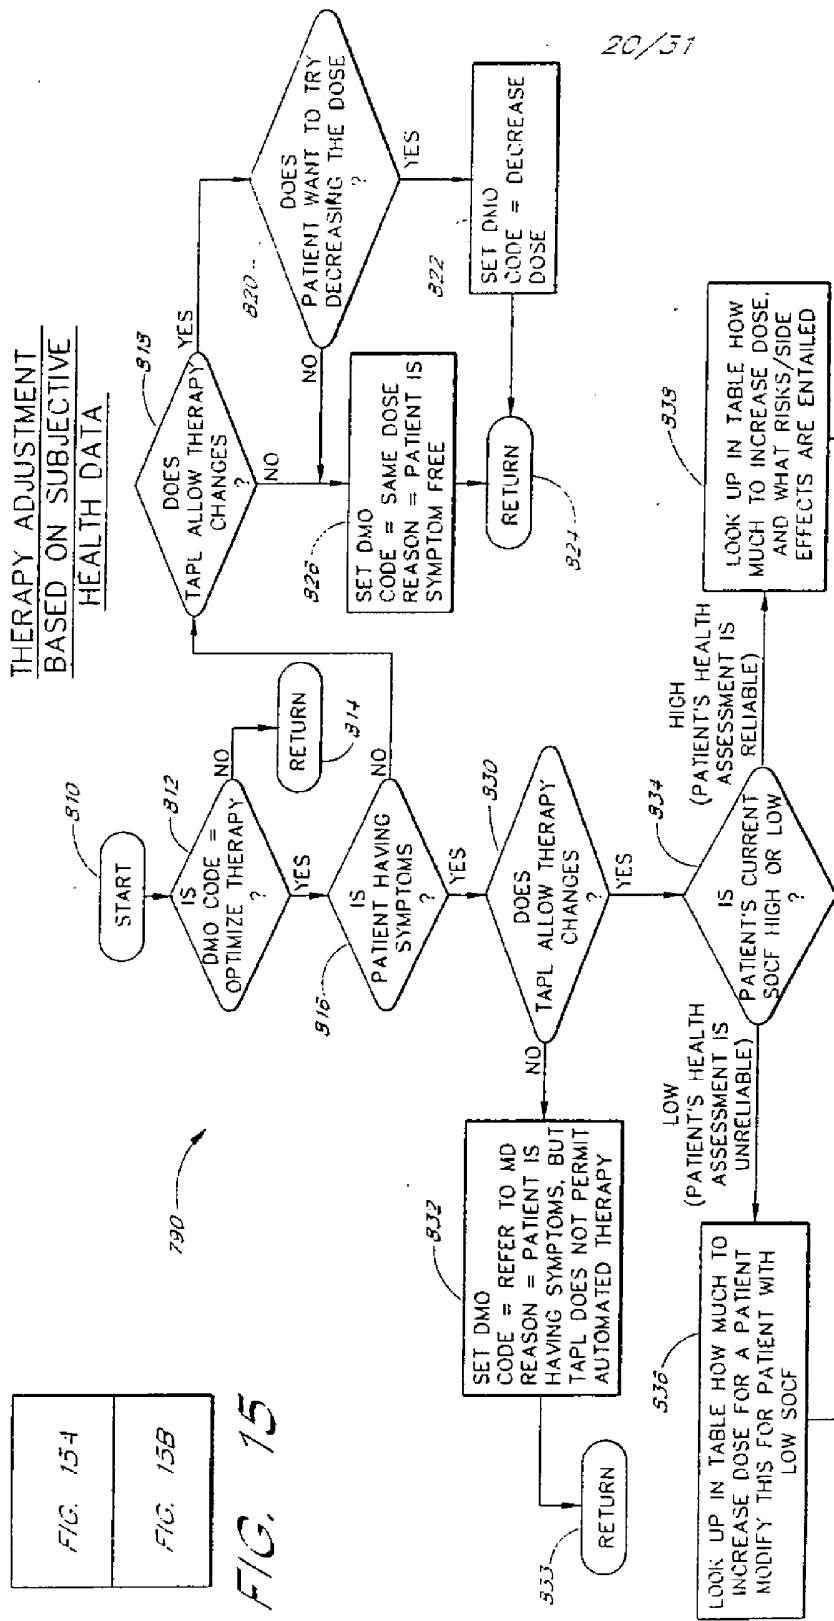 20/31
THERAPY ADJUSTMENT
BASED ON SUBJECTIVE
HEALTH DATA
FIG. 15A
FIG. 15B
FIG. 15
790
810
START
812
IS
DMO CODE =
OPTIMIZE THERAPY
?
NO
RETURN
814
YES
816
IS
PATIENT HAVING
SYMPTOMS
?
NO
YES
818
DOES
TAPL ALLOW THERAPY
CHANGES
?
YES
NO
820
DOES
PATIENT WANT TO TRY
DECREASING THE DOSE
?
NO
YES
822
SET DMO
CODE = DECREASE
DOSE
826
SET DMO
CODE = SAME DOSE
REASON = PATIENT IS
SYMPTOM FREE
RETURN
824
830
DOES
TAPL ALLOW THERAPY
CHANGES
?
NO
YES
832
SET DMO
CODE = REFER TO MD
REASON = PATIENT IS
HAVING SYMPTOMS, BUT
TAPL DOES NOT PERMIT
AUTOMATED THERAPY
833
RETURN
834
IS
PATIENT'S CURRENT
SOCF HIGH OR LOW
?
LOW
(PATIENT'S HEALTH
ASSESSMENT IS
UNRELIABLE)
HIGH
(PATIENT'S HEALTH
ASSESSMENT IS
RELIABLE)
836
LOOK UP IN TABLE HOW MUCH TO
INCREASE DOSE FOR A PATIENT
MODIFY THIS FOR PATIENT WITH
LOW SOCF
838
LOOK UP IN TABLE HOW
MUCH TO INCREASE DOSE,
AND WHAT RISKS/SIDE
EFFECTS ARE ENTAILED